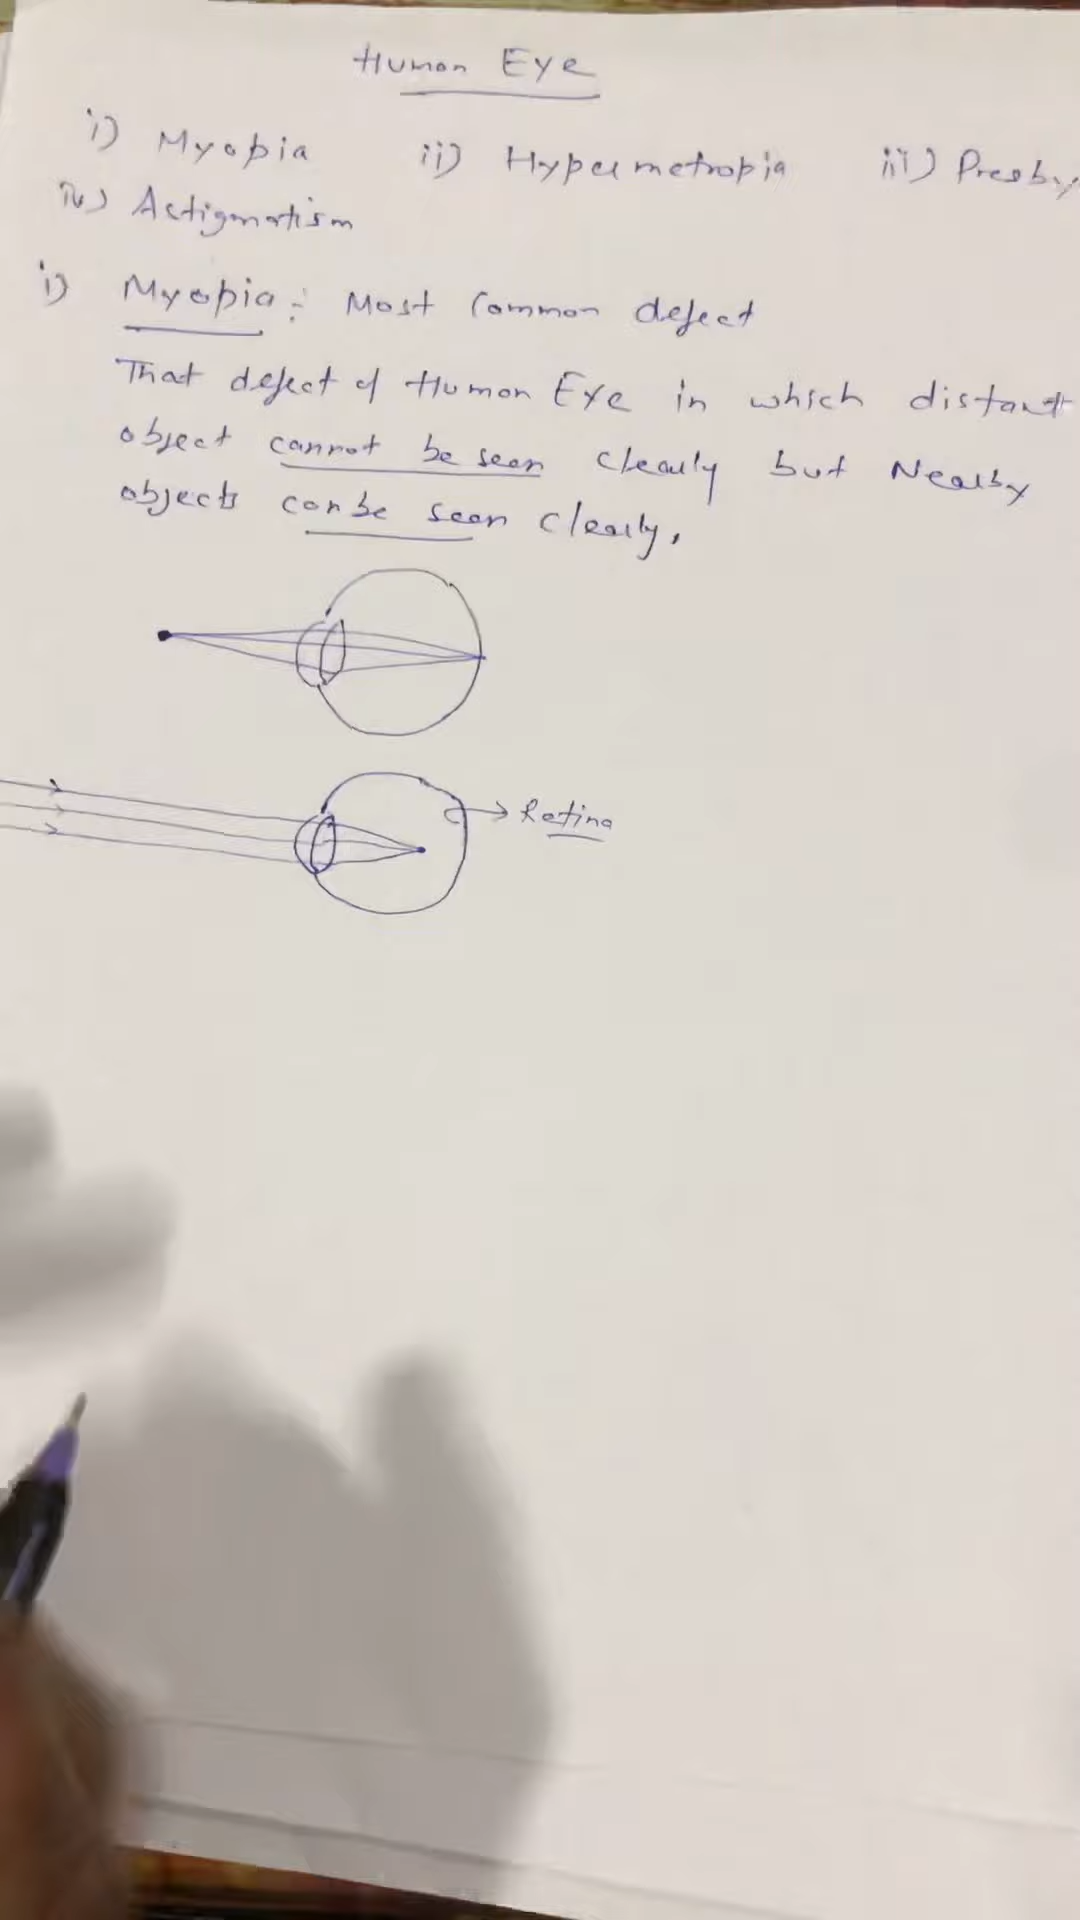 Human Eye
i) Myopia ii) Hypermetropia iii) Presby
iv) Astigmatism
i) Myopia: Most Common defect
That defect of Human Eye in which distant
object cannot be seen clearly but Nearby
objects can be seen clearly.
Retina